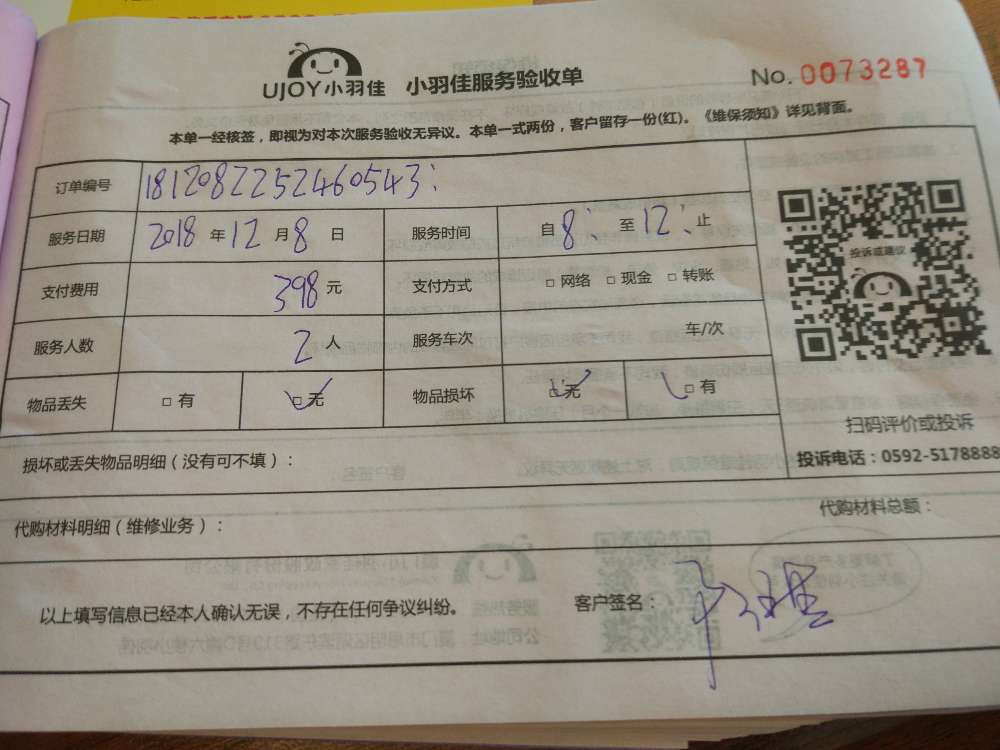 UJOY小羽佳 小羽佳服务验收单 No. 0073287
本单一经核签，即视为对本次服务验收无异议。本单一式两份，客户留存一份(红)。《维保须知》详见背面。
订单编号 181208225246054３:
服务日期 2018 年 12 月 8 日 服务时间 自 8 至 12 止
投诉或建议
支付费用 398 元 支付方式 □ 网络 □ 现金 □ 转账
服务人数 2 人 服务车次 车/次
物品丢失 □ 有 □ 无 物品损坏 □ 无 □ 有
扫码评价或投诉
损坏或丢失物品明细（没有可不填）：
投诉电话：0592-5178888
代购材料明细（维修业务）： 代购材料总额：
以上填写信息已经本人确认无误，不存在任何争议纠纷。 客户签名：